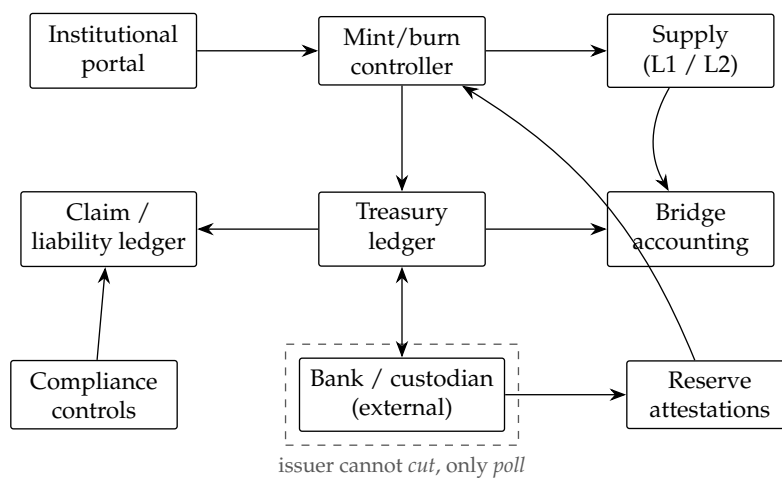 Institutional
portal
Mint/burn
controller
Supply
(L1 / L2)
Claim /
liability ledger
Treasury
ledger
Bridge
accounting
Compliance
controls
Bank / custodian
(external)
Reserve
attestations
issuer cannot cut, only poll